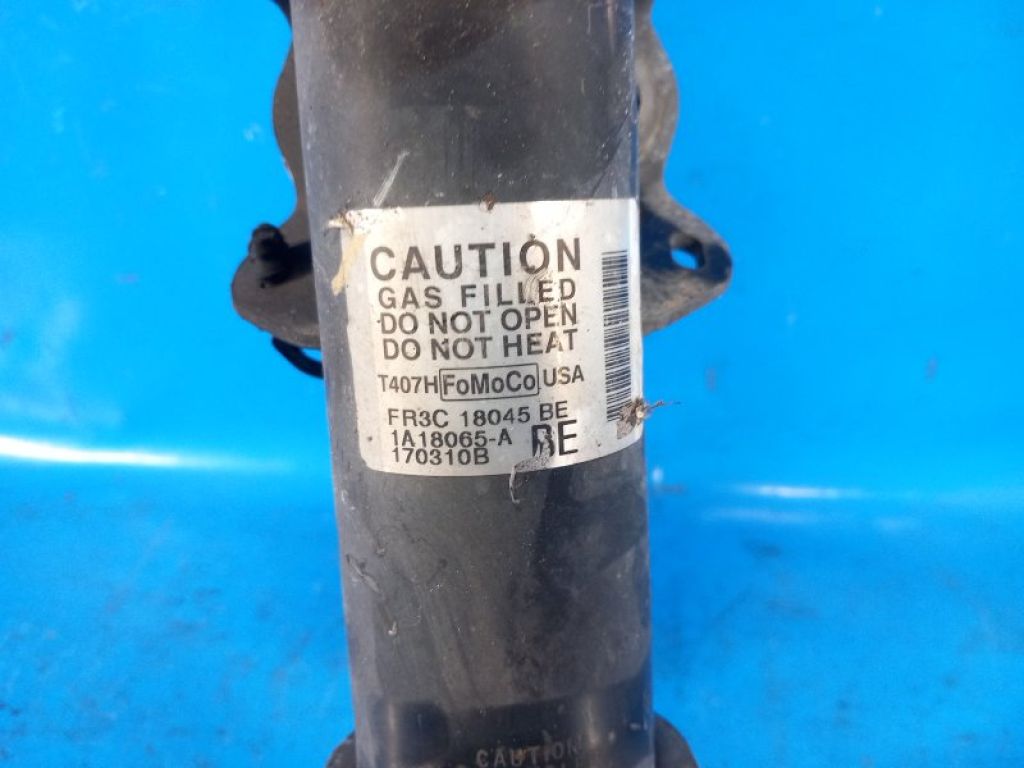 CAUTION
GAS FILLED
DO NOT OPEN
DO NOT HEAT
T407H FoMoCo USA
FR3C 18045 BE
1A18065-A BE
170310B
CAUTION